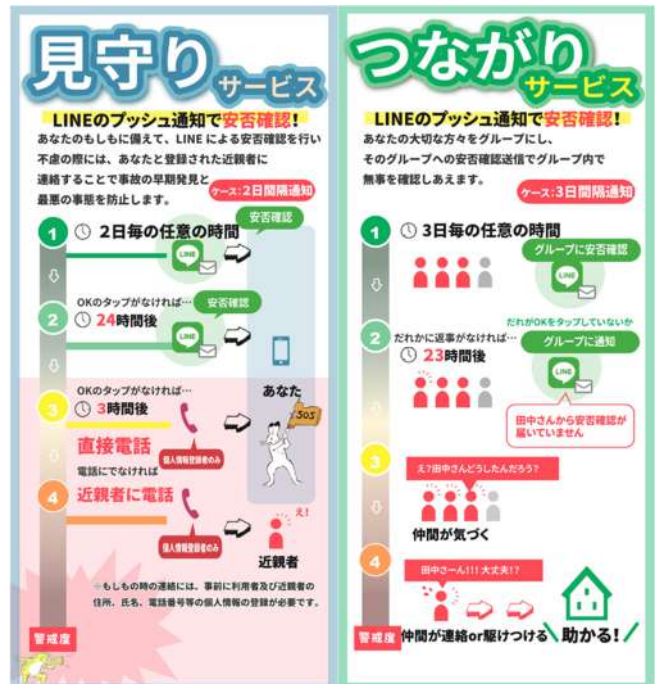 見守りサービス
LINEのプッシュ通知で安否確認!
あなたのもしもに備えて、LINEによる安否確認を行い
不慮の際には、あなたと登録された近親者に
連絡することで事故の早期発見と
最悪の事態を防止します。
ケース:2日間隔通知
1
2日毎の任意の時間
安否確認
LINE
OKのタップがなければ…
安否確認
2
24時間後
LINE
OKのタップがなければ…
3
3時間後
あなた
SOS
直接電話
個人情報登録者のみ
電話にでなければ
4
近親者に電話
え!
個人情報登録者のみ
近親者
※もしもの時の連絡には、事前に利用者及び近親者の
住所、氏名、電話番号等の個人情報の登録が必要です。
警戒度
つながりサービス
LINEのプッシュ通知で安否確認!
あなたの大切な方々をグループにし、
そのグループへの安否確認送信でグループ内で
無事を確認しあえます。
ケース:3日間隔通知
1
3日毎の任意の時間
グループに安否確認
LINE
だれがOKをタップしていないか
2
だれかに返事がなければ…
グループに通知
23時間後
LINE
田中さんから安否確認が
届いていません
3
え?田中さんどうしたんだろう?
仲間が気づく
4
田中さーん!!! 大丈夫!?
警戒度
仲間が連絡or駆けつける
助かる!